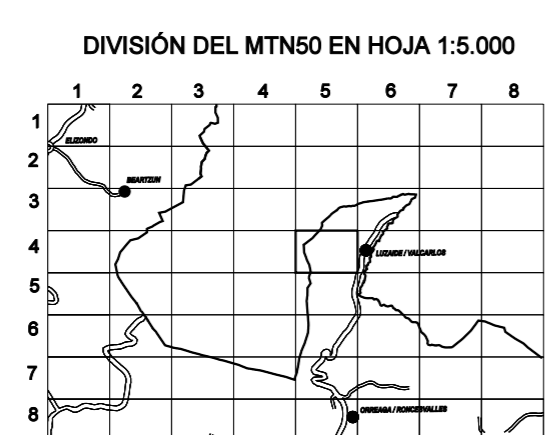 DIVISIÓN DEL MTN50 EN HOJA 1:5.000
1 2 3 4 5 6 7 8
1
ELIZONDO
2
BEARTZUN
3
4
LUZAIDE / VALCARLOS
5
6
7
8
ORREAGA / RONCESVALLES